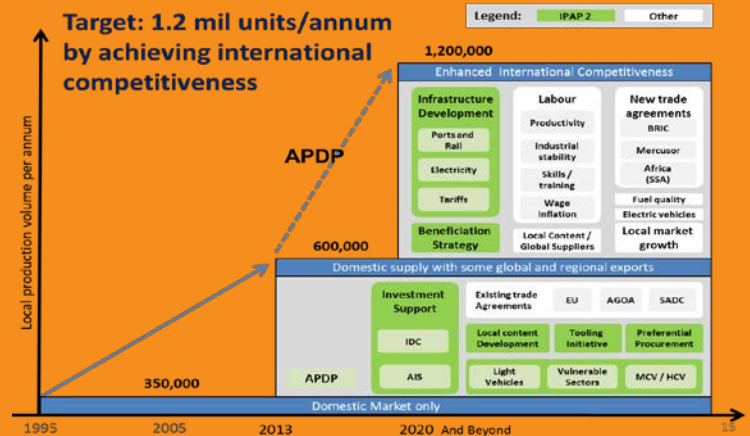 Target: 1.2 mil units/annum
by achieving international
competitiveness
Legend:
IPAP 2
Other
1,200,000
Enhanced International Competitiveness
Infrastructure
Development
Ports and
Rail
Electricity
Tariffs
Beneficiation
Strategy
Labour
Productivity
Industrial
stability
Skills /
training
Wage
Inflation
Local Content /
Global Suppliers
New trade
agreements
BRIC
Mercusor
Africa
(SSA)
Fuel quality
Electric vehicles
Local market
growth
APDP
600,000
Domestic supply with some global and regional exports
Investment
Support
IDC
AIS
APDP
Existing trade
Agreements
EU
AGOA
SADC
Local content
Development
Tooling
Initiative
Preferential
Procurement
Light
Vehicles
Vulnerable
Sectors
MCV / HCV
350,000
Domestic Market only
Local production volume per annum
1995
2005
2013
2020 And Beyond
15